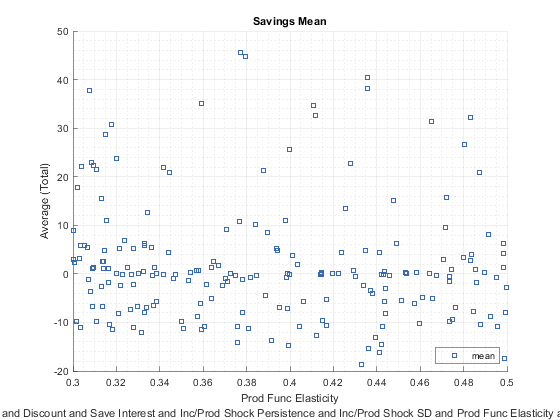 Savings Mean
50
40
30
20
10
0
-10
-20
Average (Total)
0.3 0.32 0.34 0.36 0.38 0.4 0.42 0.44 0.46 0.48 0.5
mean
Prod Func Elasticity
and Discount and Save Interest and Inc/Prod Shock Persistence and Inc/Prod Shock SD and Prod Func Elasticity